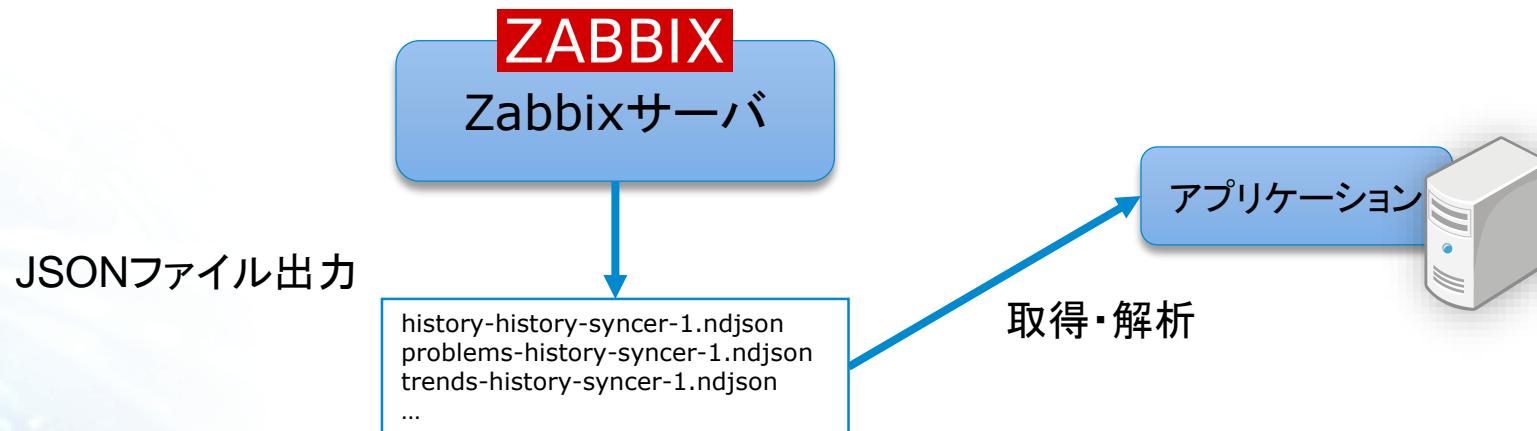 ZABBIX
Zabbixサーバ
アプリケーション
JSONファイル出力
取得・解析
history-history-syncer-1.ndjson
problems-history-syncer-1.ndjson
trends-history-syncer-1.ndjson
…